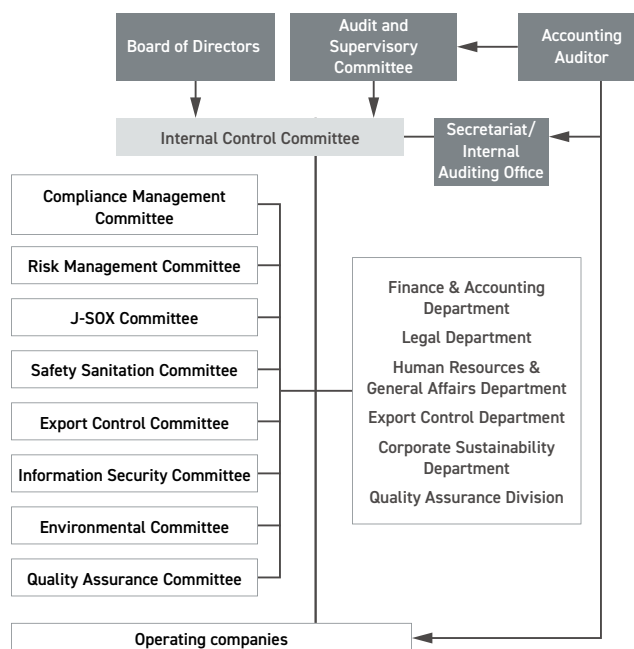 Board of Directors
Audit and
Supervisory
Committee
Accounting
Auditor
Internal Control Committee
Secretariat/
Internal
Auditing Office
Compliance Management
Committee
Risk Management Committee
J-SOX Committee
Safety Sanitation Committee
Export Control Committee
Information Security Committee
Environmental Committee
Quality Assurance Committee
Finance & Accounting
Department
Legal Department
Human Resources &
General Affairs Department
Export Control Department
Corporate Sustainability
Department
Quality Assurance Division
Operating companies